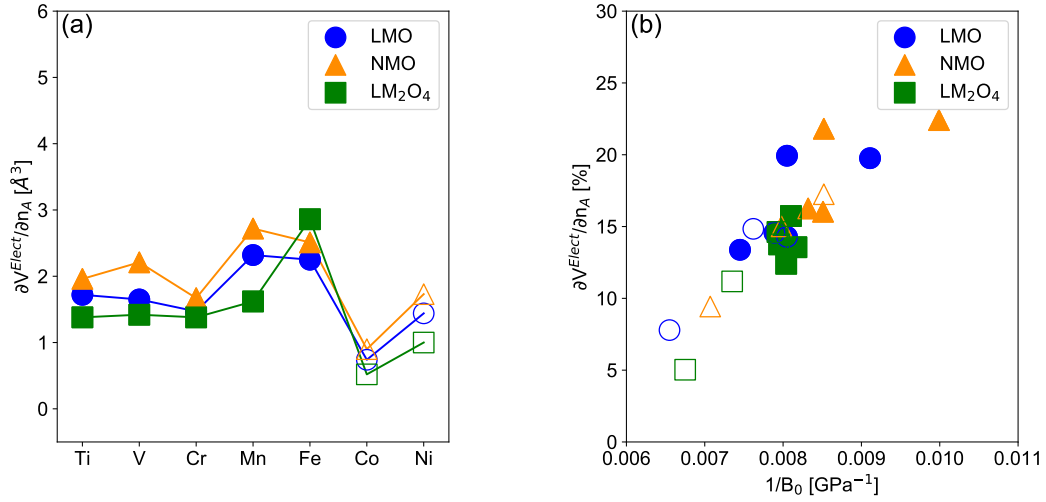 (a)
LMO
NMO
LM₂O₄
∂V^Elect/∂n_A [Å³]
6
5
4
3
2
1
0
Ti V Cr Mn Fe Co Ni
(b)
LMO
NMO
LM₂O₄
∂V^Elect/∂n_A [%]
30
25
20
15
10
5
0
0.006 0.007 0.008 0.009 0.010 0.011
1/B₀ [GPa⁻¹]